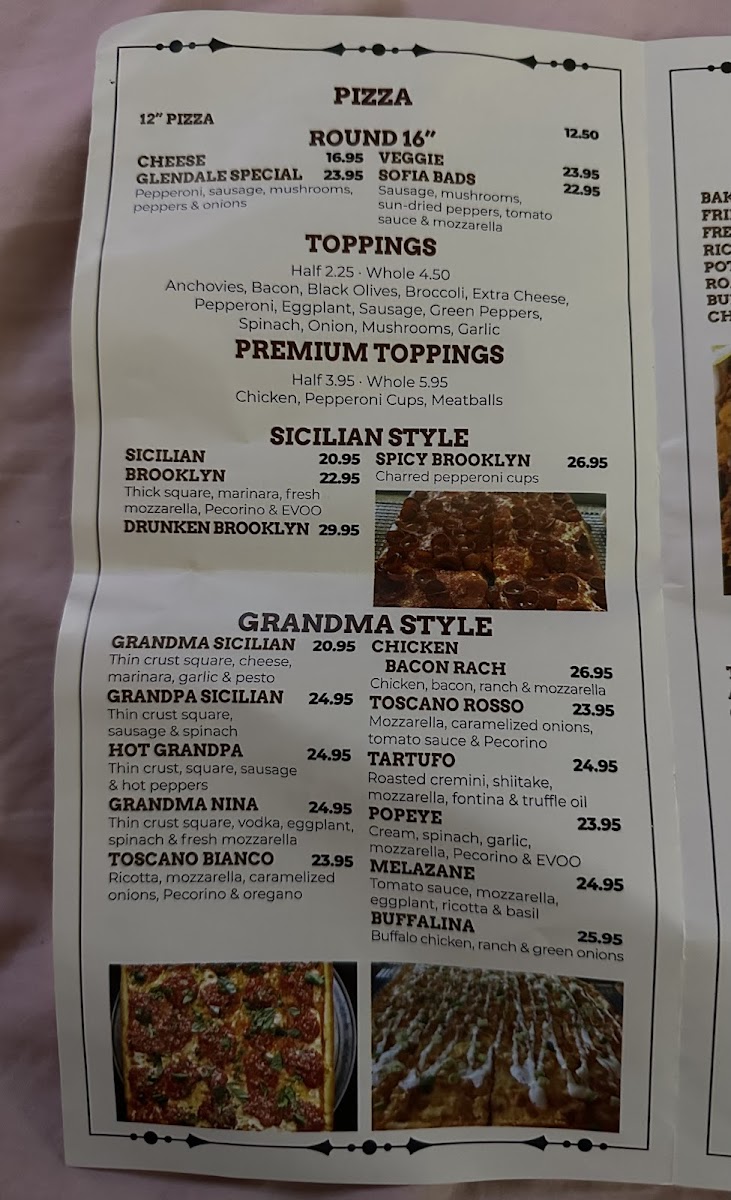 PIZZA
12" PIZZA 12.50
ROUND 16"
CHEESE 16.95
GLENDALE SPECIAL 23.95
Pepperoni, sausage, mushrooms,
peppers & onions
VEGGIE 23.95
SOFIA BADS 22.95
Sausage, mushrooms,
sun-dried peppers, tomato
sauce & mozzarella
TOPPINGS
Half 2.25 · Whole 4.50
Anchovies, Bacon, Black Olives, Broccoli, Extra Cheese,
Pepperoni, Eggplant, Sausage, Green Peppers,
Spinach, Onion, Mushrooms, Garlic
PREMIUM TOPPINGS
Half 3.95 · Whole 5.95
Chicken, Pepperoni Cups, Meatballs
SICILIAN STYLE
SICILIAN 20.95
BROOKLYN 22.95
Thick square, marinara, fresh
mozzarella, Pecorino & EVOO
DRUNKEN BROOKLYN 29.95
SPICY BROOKLYN 26.95
Charred pepperoni cups
GRANDMA STYLE
GRANDMA SICILIAN 20.95
Thin crust square, cheese,
marinara, garlic & pesto
GRANDPA SICILIAN 24.95
Thin crust square,
sausage & spinach
HOT GRANDPA 24.95
Thin crust, square, sausage
& hot peppers
GRANDMA NINA 24.95
Thin crust square, vodka, eggplant,
spinach & fresh mozzarella
TOSCANO BIANCO 23.95
Ricotta, mozzarella, caramelized
onions, Pecorino & oregano
CHICKEN
BACON RACH 26.95
Chicken, bacon, ranch & mozzarella
TOSCANO ROSSO 23.95
Mozzarella, caramelized onions,
tomato sauce & Pecorino
TARTUFO 24.95
Roasted cremini, shiitake,
mozzarella, fontina & truffle oil
POPEYE 23.95
Cream, spinach, garlic,
mozzarella, Pecorino & EVOO
MELAZANE 24.95
Tomato sauce, mozzarella,
eggplant, ricotta & basil
BUFFALINA 25.95
Buffalo chicken, ranch & green onions